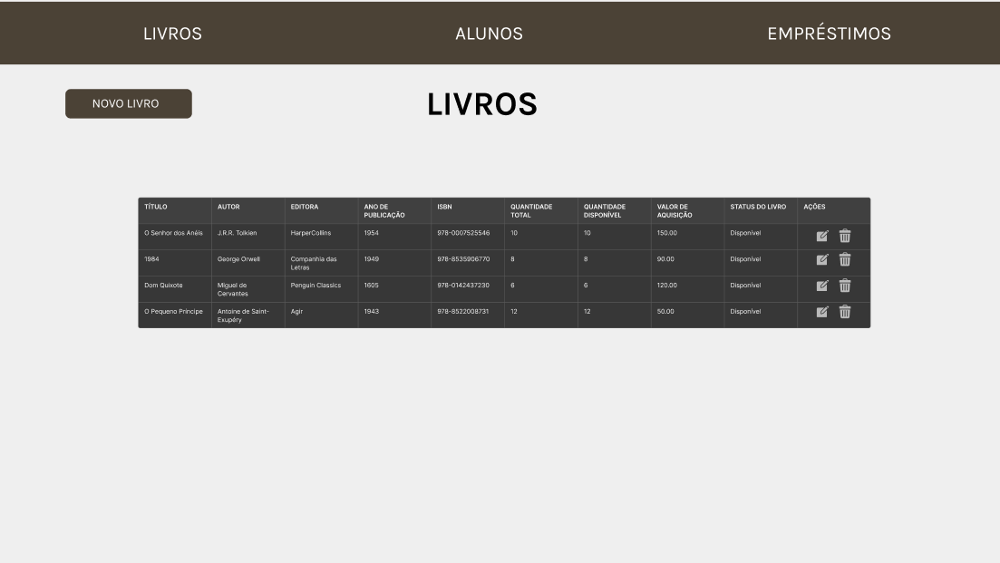 LIVROS ALUNOS EMPRÉSTIMOS
NOVO LIVRO LIVROS
TÍTULO AUTOR EDITORA ANO DE PUBLICAÇÃO ISBN QUANTIDADE TOTAL QUANTIDADE DISPONÍVEL VALOR DE AQUISIÇÃO STATUS DO LIVRO AÇÕES
O Senhor dos Anéis J.R.R. Tolkien HarperCollins 1954 978-0007525546 10 10 150.00 Disponível
1984 George Orwell Companhia das Letras 1949 978-8535906770 8 8 90.00 Disponível
Dom Quixote Miguel de Cervantes Penguin Classics 1605 978-0142437230 6 6 120.00 Disponível
O Pequeno Príncipe Antoine de Saint-Exupéry Agir 1943 978-8522008731 12 12 50.00 Disponível